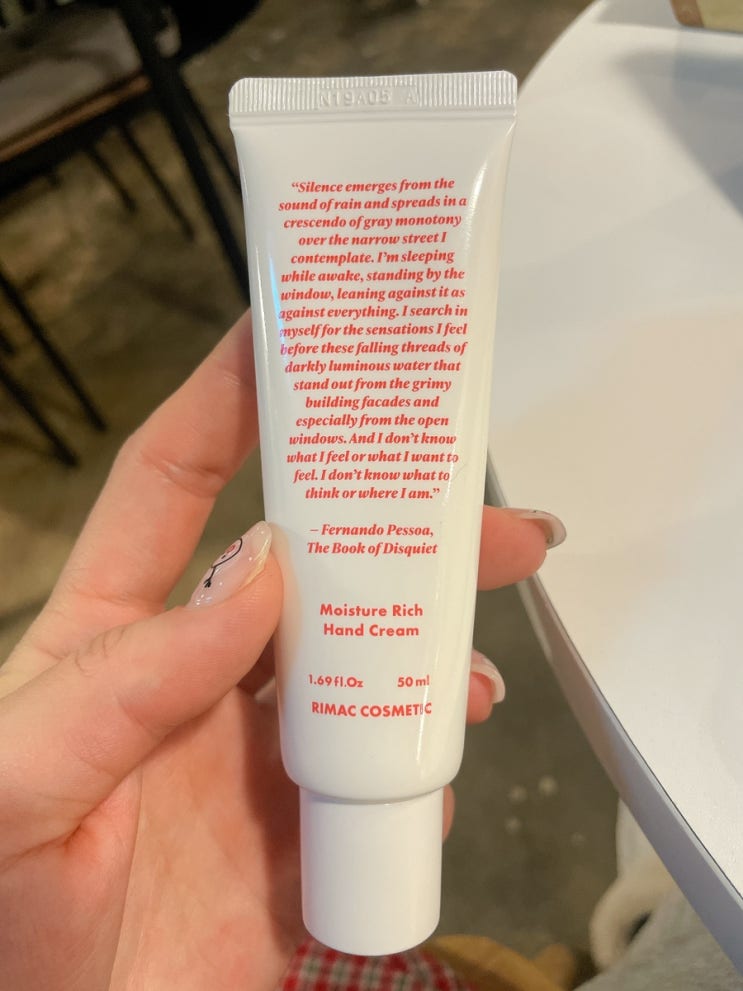 N19A05 A
“Silence emerges from the
sound of rain and spreads in a
crescendo of gray monotony
over the narrow street I
contemplate. I’m sleeping
while awake, standing by the
window, leaning against it as
against everything. I search in
myself for the sensations I feel
before these falling threads of
darkly luminous water that
stand out from the grimy
building facades and
especially from the open
windows. And I don’t know
what I feel or what I want to
feel. I don’t know what to
think or where I am.”
– Fernando Pessoa,
The Book of Disquiet
Moisture Rich
Hand Cream
1.69 fl.Oz 50 ml
RIMAC COSMETIC